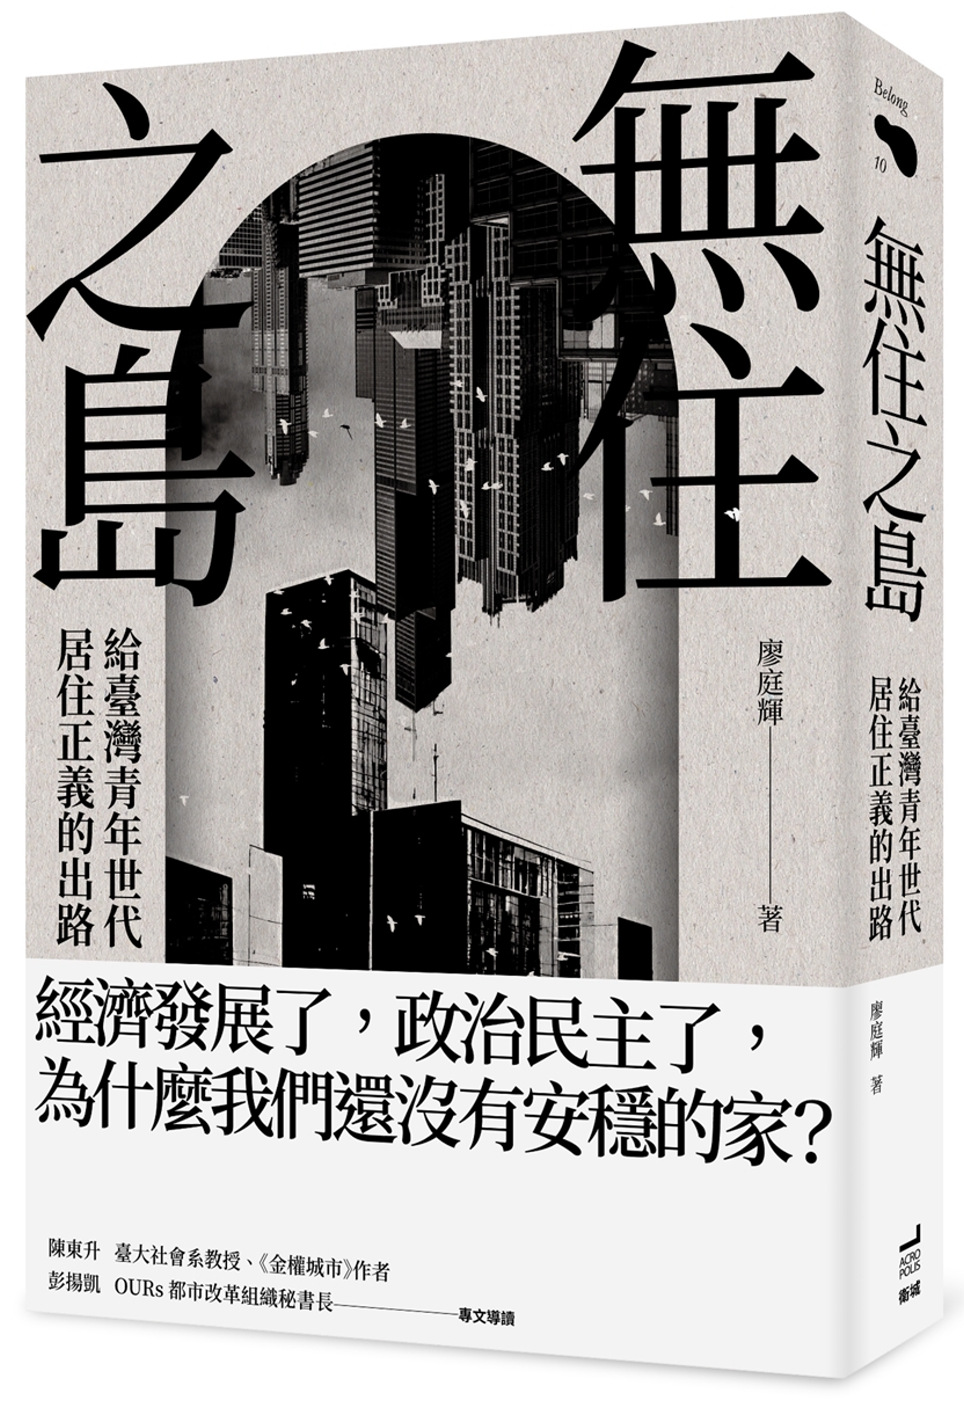 無住
之島
給臺灣青年世代
居住正義的出路
廖庭輝 著
經濟發展了，政治民主了，
為什麼我們還沒有安穩的家？
陳東升 臺大社會系教授、《金權城市》作者
彭揚凱 OURs 都市改革組織秘書長 專文導讀
Belong
10
無住之島
給臺灣青年世代
居住正義的出路
廖庭輝 著
ACRO
POLIS
衛城